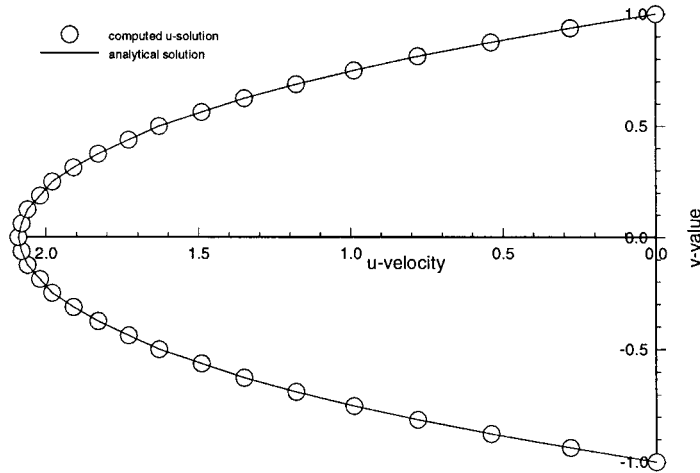 1.0
computed u-solution
analytical solution
0.5
2.0 1.5 1.0 0.5 0.0
0.0
u-velocity
y-value
-0.5
-1.0